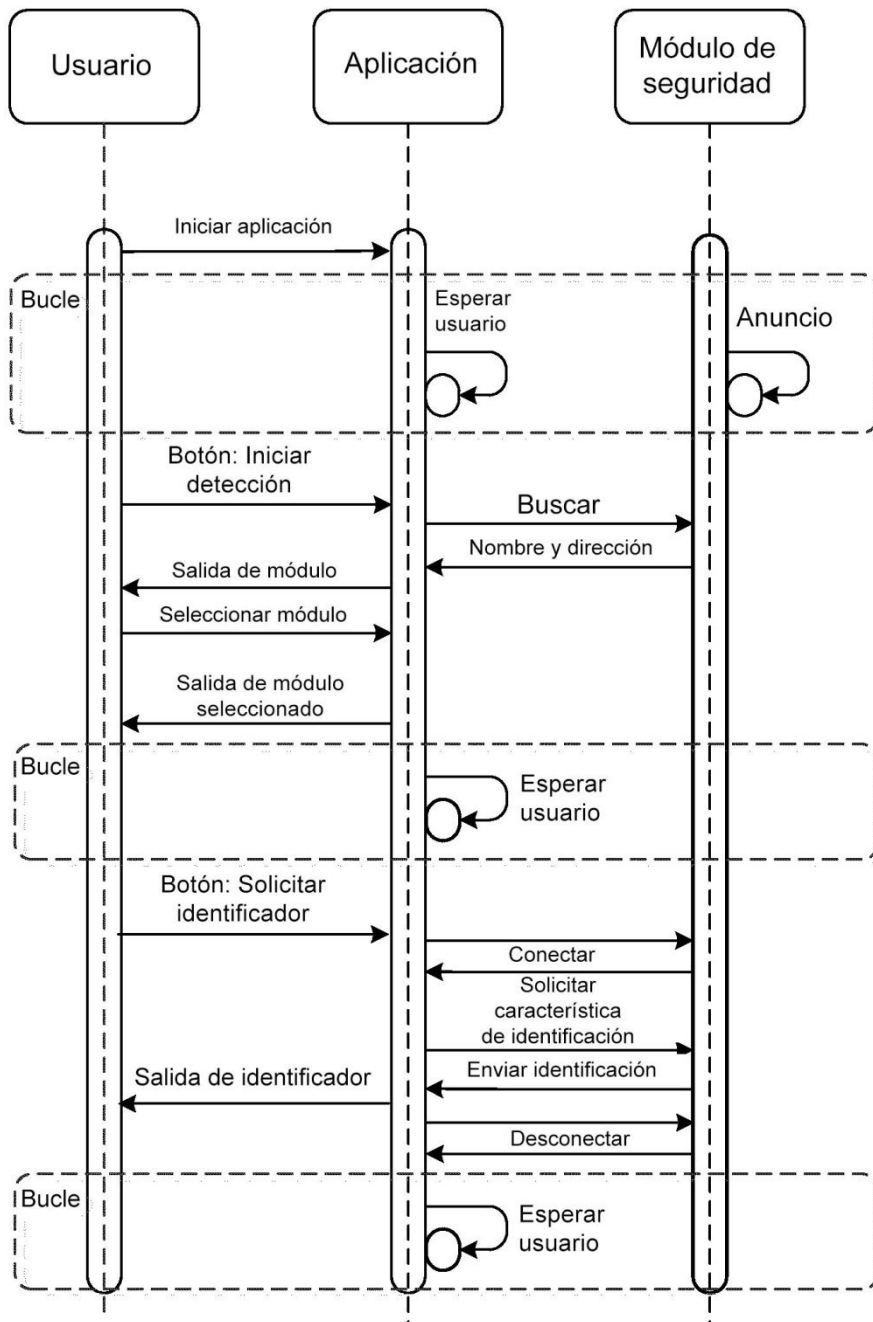 Usuario
Aplicación
Módulo de
seguridad
Iniciar aplicación
Bucle
Esperar
usuario
Anuncio
Botón: Iniciar
detección
Buscar
Nombre y dirección
Salida de módulo
Seleccionar módulo
Salida de módulo
seleccionado
Bucle
Esperar
usuario
Botón: Solicitar
identificador
Conectar
Solicitar
característica
de identificación
Enviar identificación
Salida de identificador
Desconectar
Bucle
Esperar
usuario